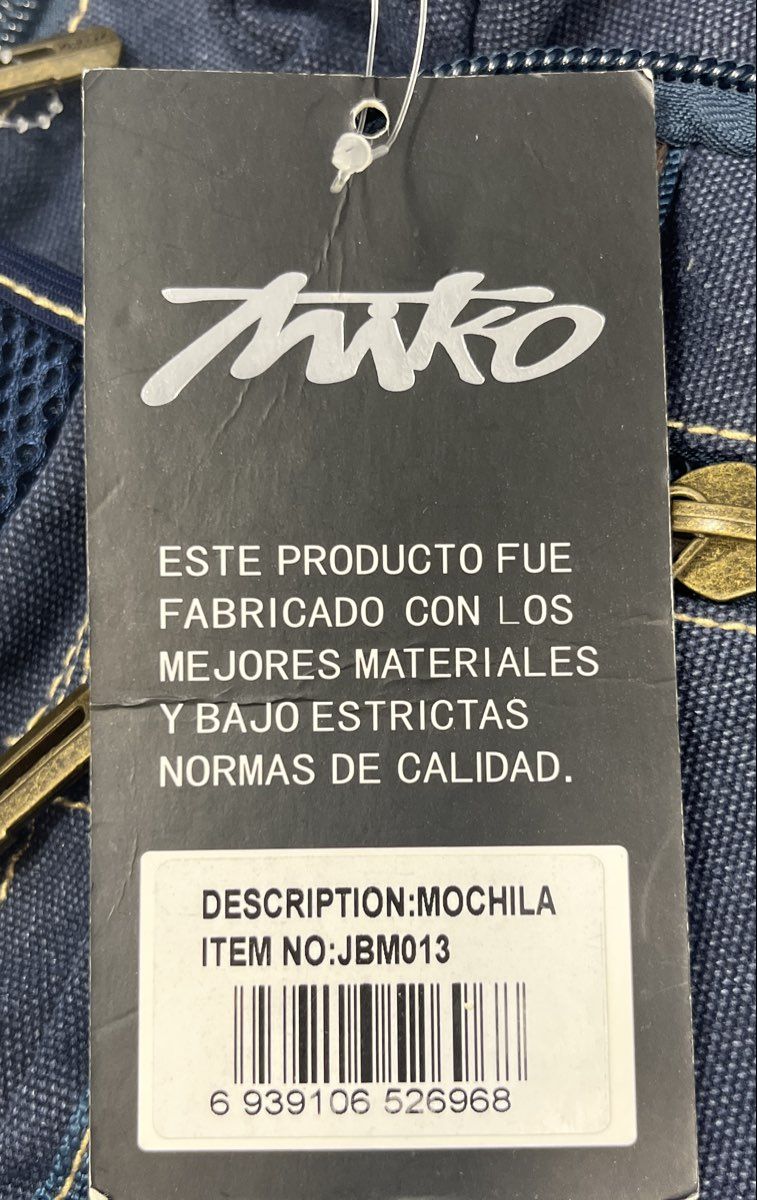 miko
ESTE PRODUCTO FUE
FABRICADO CON LOS
MEJORES MATERIALES
Y BAJO ESTRICTAS
NORMAS DE CALIDAD.
DESCRIPTION:MOCHILA
ITEM NO:JBM013
6 939106 526968